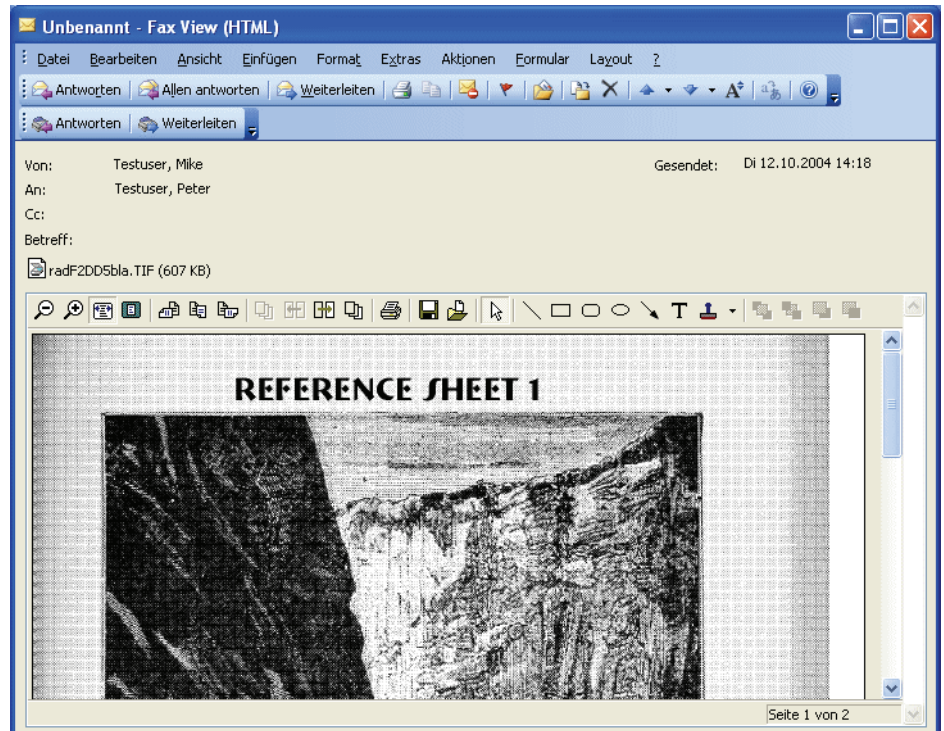 Unbenannt - Fax View (HTML)
Datei Bearbeiten Ansicht Einfügen Format Extras Aktionen Formular Layout ?
Antworten Allen antworten Weiterleiten
Antworten Weiterleiten
Von: Testuser, Mike Gesendet: Di 12.10.2004 14:18
An: Testuser, Peter
Cc:
Betreff:
radF2DD5bla.TIF (607 KB)
REFERENCE SHEET 1
Seite 1 von 2